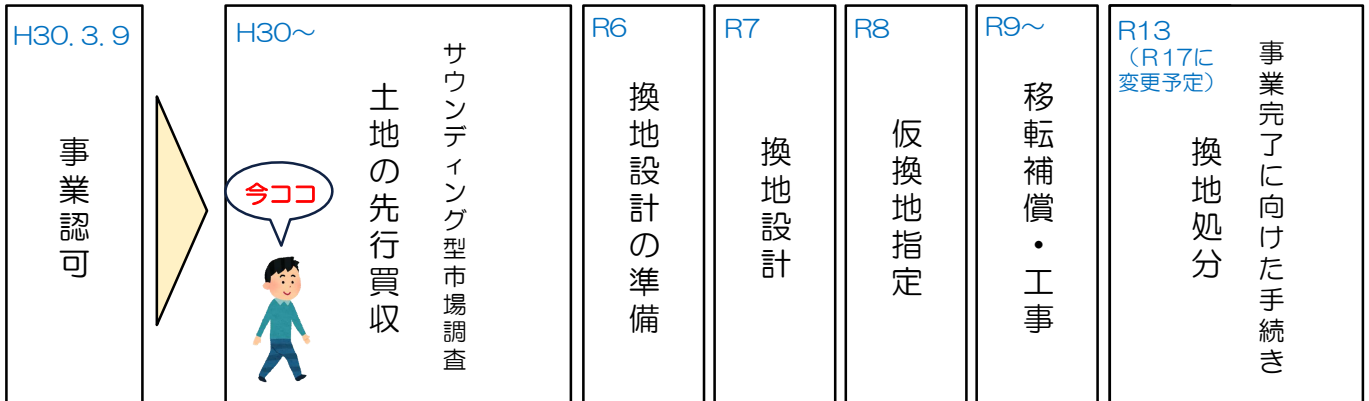 H30.3.9
事業認可
H30～
サウンディング型市場調査
土地の先行買収
今ココ
R6
換地設計の準備
R7
換地設計
R8
仮換地指定
R9～
移転補償・工事
R13
（R17に
変更予定）
事業完了に向けた手続き
換地処分